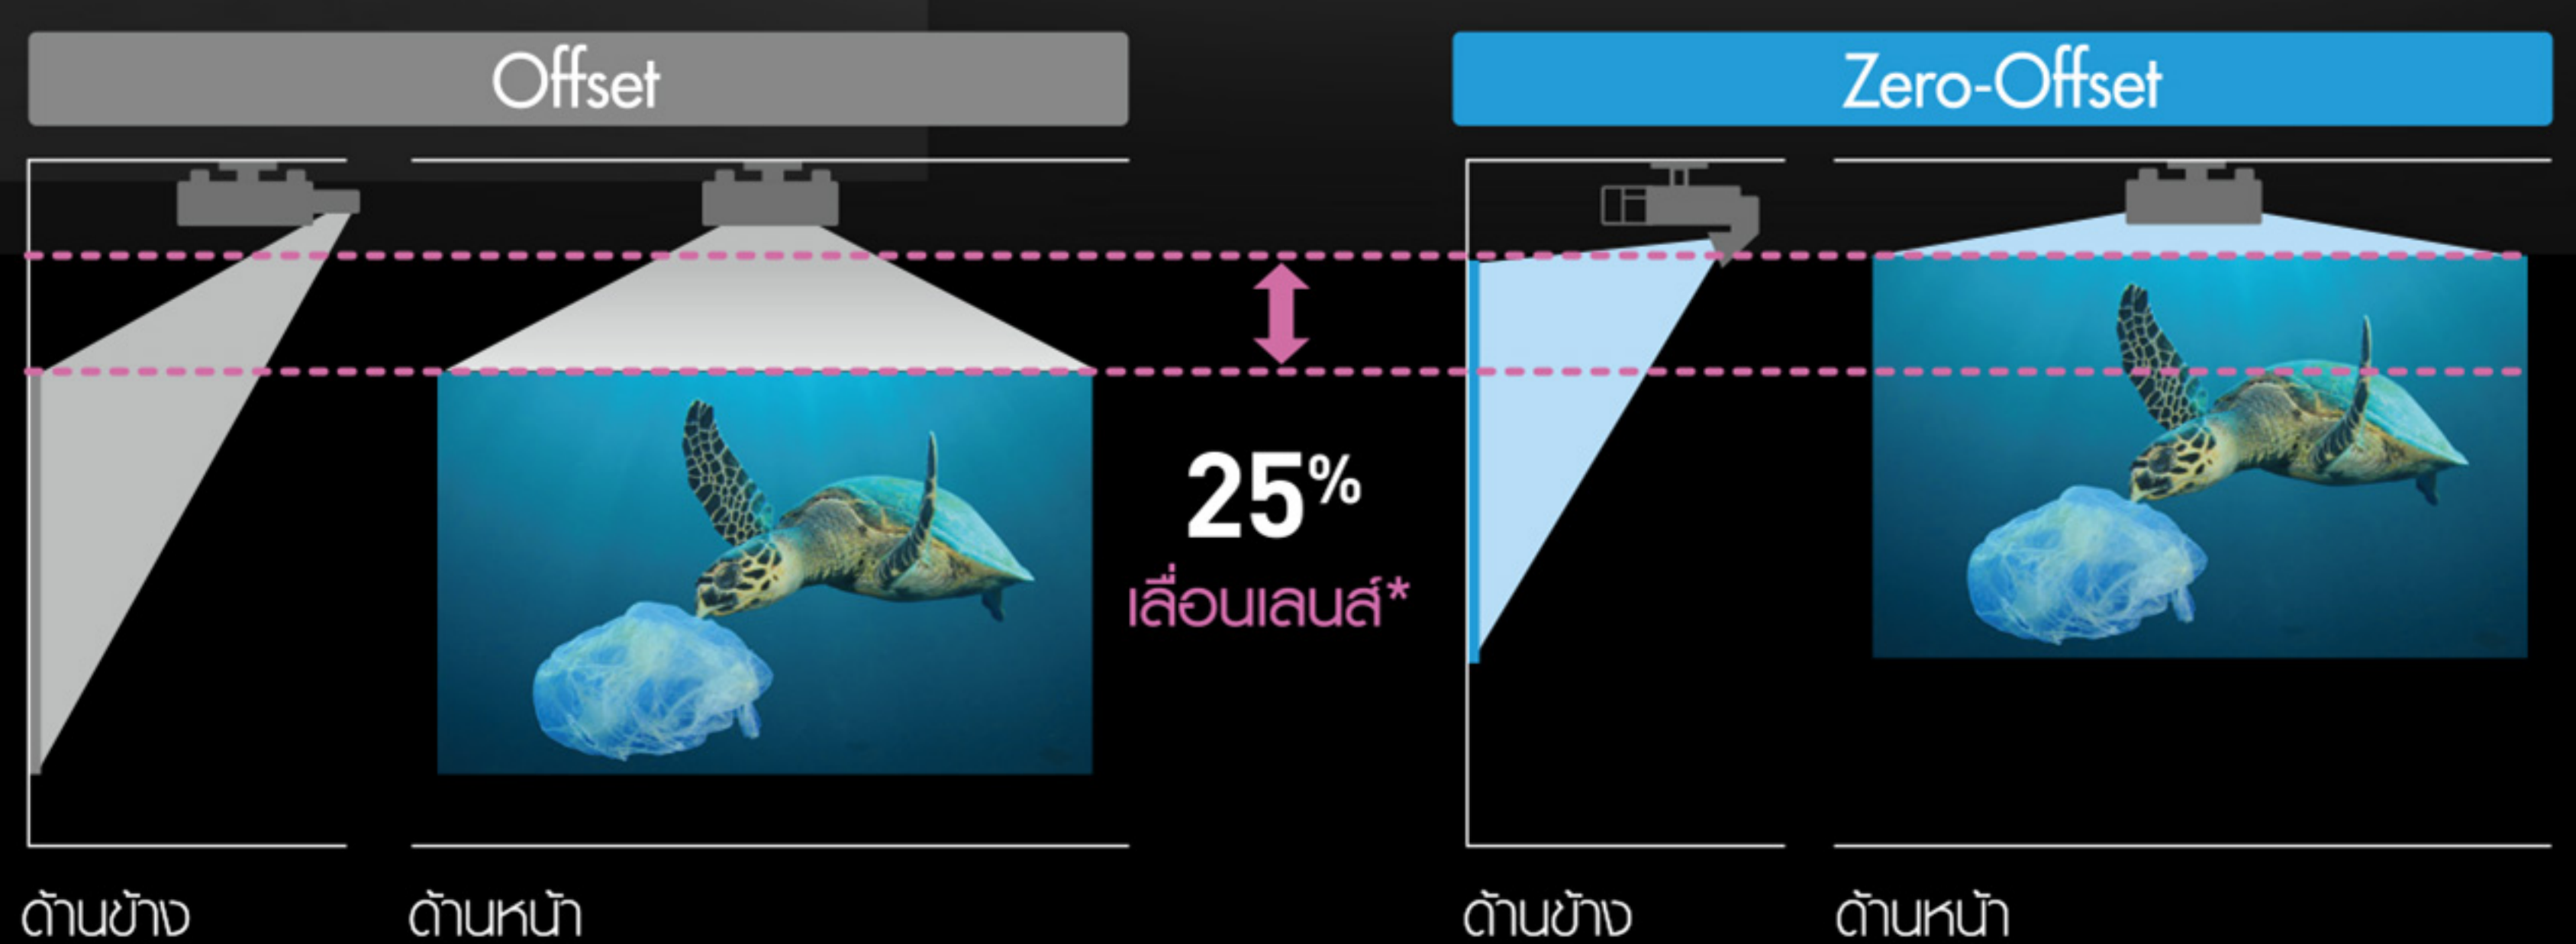 Offset
Zero-Offset
25%
เลื่อนเลนส์*
ด้านข้าง
ด้านหน้า
ด้านข้าง
ด้านหน้า